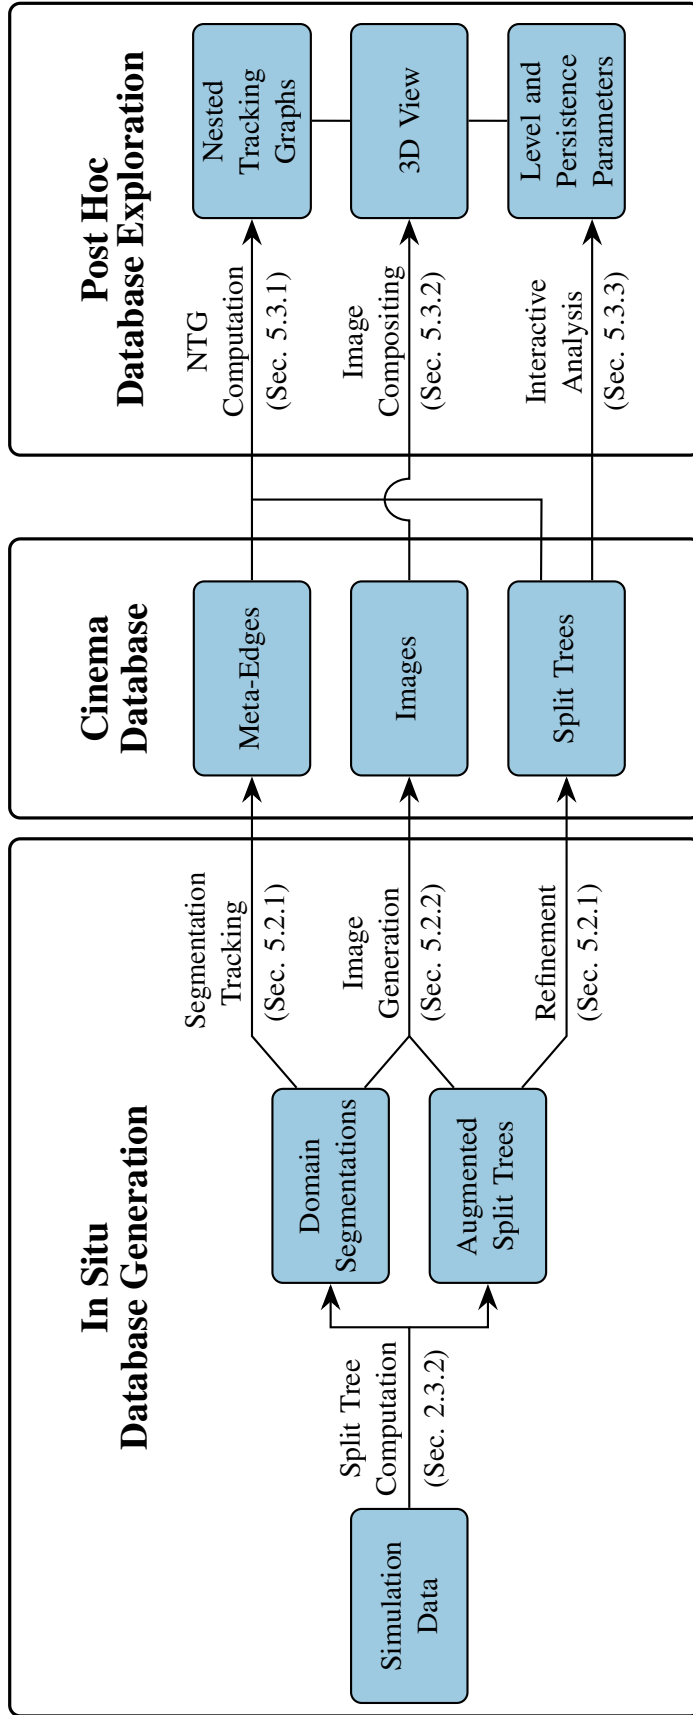 In Situ
Database Generation
Simulation
Data
Split Tree
Computation
(Sec. 2.3.2)
Domain
Segmentations
Augmented
Split Trees
Segmentation
Tracking
(Sec. 5.2.1)
Image
Generation
(Sec. 5.2.2)
Refinement
(Sec. 5.2.1)
Cinema
Database
Meta-Edges
Images
Split Trees
Post Hoc
Database Exploration
NTG
Computation
(Sec. 5.3.1)
Image
Compositing
(Sec. 5.3.2)
Interactive
Analysis
(Sec. 5.3.3)
Nested
Tracking
Graphs
3D View
Level and
Persistence
Parameters